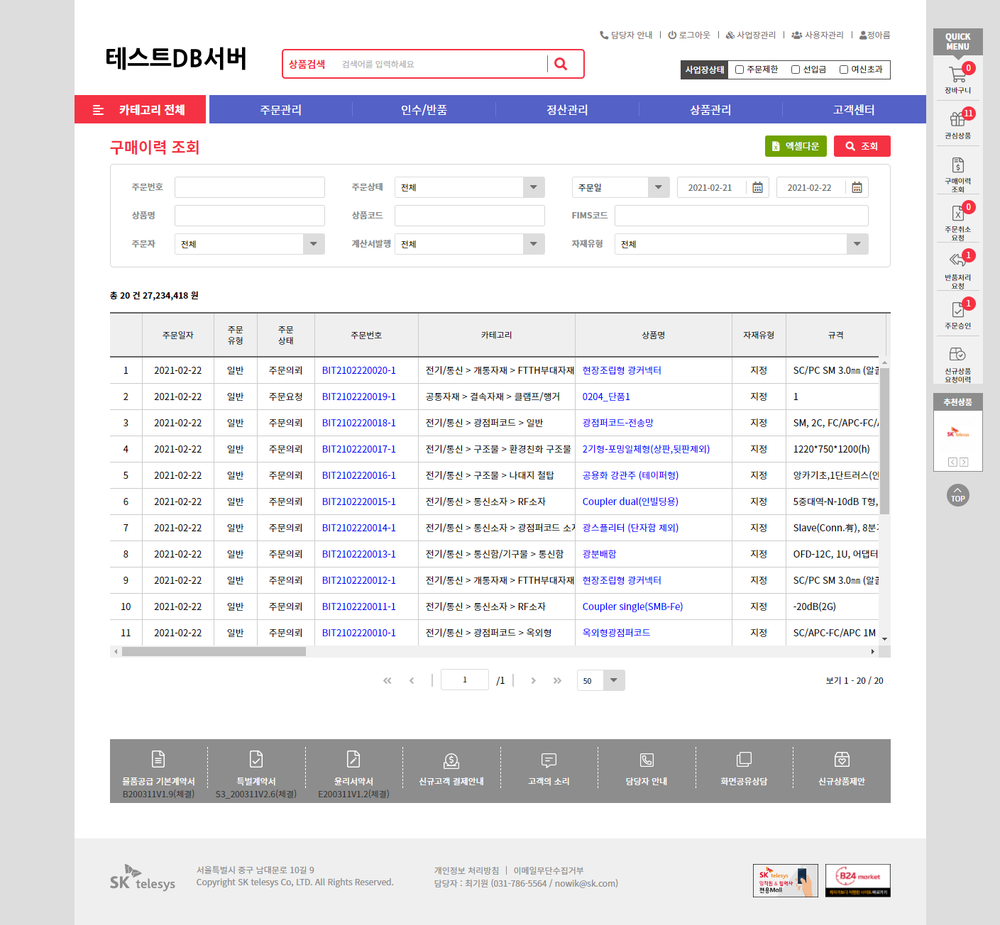 담당자 안내 로그아웃 사업장관리 사용자관리 정아름
테스트DB서버
상품검색 검색어를 입력하세요
사업장상태 주문제한 선입금 여신초과
카테고리 전체 주문관리 인수/반품 정산관리 상품관리 고객센터
구매이력 조회
엑셀다운 조회
주문번호 주문상태 전체 주문일 2021-02-21 2021-02-22
상품명 상품코드 FIMS코드
주문자 전체 계산서발행 전체 자재유형 전체
총 20 건 27,234,418 원
주문일자 주문유형 주문상태 주문번호 카테고리 상품명 자재유형 규격
1 2021-02-22 일반 주문의뢰 BIT2102220020-1 전기/통신 > 개통자재 > FTTH부대자재 현장조립형 광커넥터 지정 SC/PC SM 3.0㎜
2 2021-02-22 일반 주문요청 BIT2102220019-1 공통자재 > 결속자재 > 클램프/행거 0204_단품1 지정 1
3 2021-02-22 일반 주문의뢰 BIT2102220018-1 전기/통신 > 광점퍼코드 > 일반 광점퍼코드-전송망 지정 SM, 2C, FC/APC-FC/
4 2021-02-22 일반 주문의뢰 BIT2102220017-1 전기/통신 > 구조물 > 환경친화 구조물 2기형-포밍일체형(상판,뒷판제외) 지정 1220*750*1200(h)
5 2021-02-22 일반 주문의뢰 BIT2102220016-1 전기/통신 > 구조물 > 나대지 철탑 공용화 강관주 (테이퍼형) 지정 앙카기초,1단트러스(인
6 2021-02-22 일반 주문의뢰 BIT2102220015-1 전기/통신 > 통신소자 > RF소자 Coupler dual(인빌딩용) 지정 5중대역-N-10dB T형,
7 2021-02-22 일반 주문의뢰 BIT2102220014-1 전기/통신 > 통신소자 > 광점퍼코드 소 광스플리터 (단자함 제외) 지정 Slave(Conn.有), 8분
8 2021-02-22 일반 주문의뢰 BIT2102220013-1 전기/통신 > 통신함/기구물 > 통신함 광분배함 지정 OFD-12C, 1U, 어댑터
9 2021-02-22 일반 주문의뢰 BIT2102220012-1 전기/통신 > 개통자재 > FTTH부대자재 현장조립형 광커넥터 지정 SC/PC SM 3.0㎜
10 2021-02-22 일반 주문의뢰 BIT2102220011-1 전기/통신 > 통신소자 > RF소자 Coupler single(SMB-Fe) 지정 -20dB(2G)
11 2021-02-22 일반 주문의뢰 BIT2102220010-1 전기/통신 > 광점퍼코드 > 옥외형 옥외형광점퍼코드 지정 SC/APC-FC/APC 1M
1 /1 50 보기 1 - 20 / 20
물품공급 기본계약서 특별계약서 윤리서약서 신규고객 결제안내 고객의 소리 담당자 안내 화면공유상담 신규상품제안
B200311V1.9(체결) S3_200311V2.6(체결) E200311V1.2(체결)
SK telesys
서울특별시 중구 남대문로 10길 9
Copyright SK telesys Co, LTD. All Rights Reserved.
개인정보 처리방침 이메일무단수집거부
담당자 : 최기원 (031-786-5564 / nowik@sk.com)
SK telesys
임직원 & 협력사
전용Mall
B24 market
QUICK
MENU
0
장바구니
11
관심상품
구매이력
조회
0
주문취소
요청
1
반품처리
요청
1
주문승인
신규상품
요청이력
추천상품
SK telesys
TOP